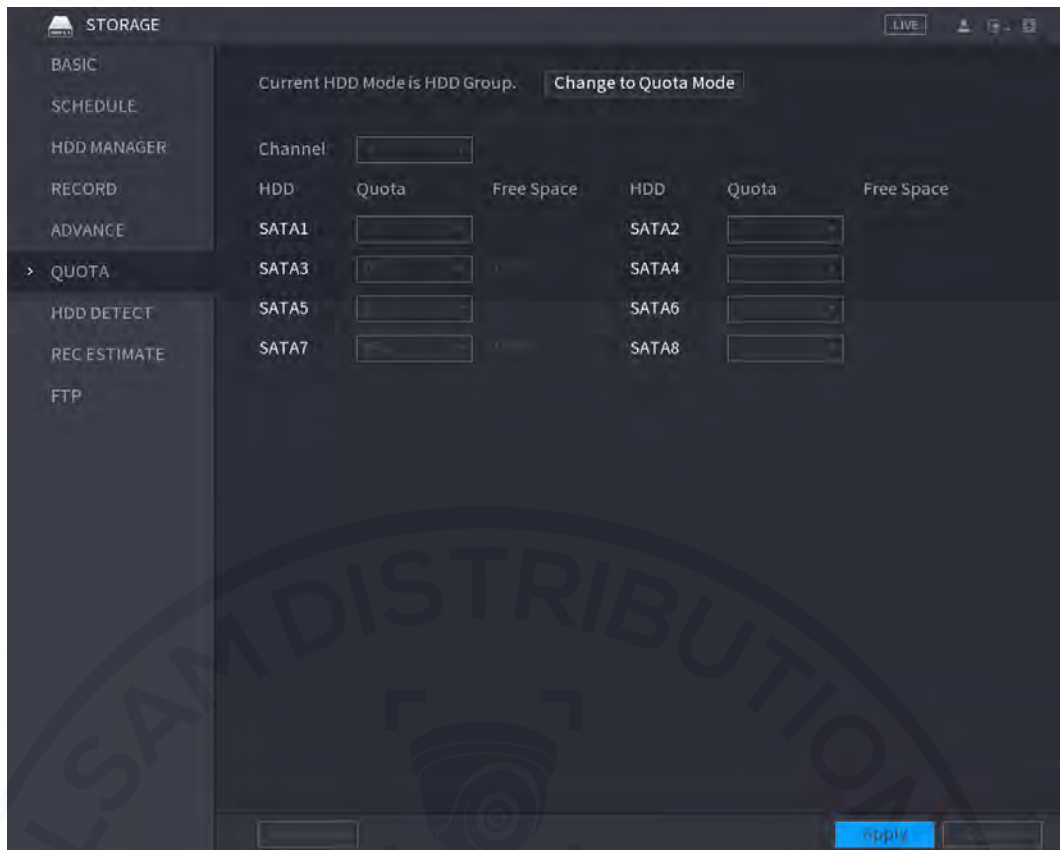 STORAGE LIVE
BASIC
SCHEDULE
HDD MANAGER
RECORD
ADVANCE
QUOTA
HDD DETECT
REC ESTIMATE
FTP
Current HDD Mode is HDD Group. Change to Quota Mode
Channel
HDD Quota Free Space HDD Quota Free Space
SATA1 SATA2
SATA3 SATA4
SATA5 SATA6
SATA7 SATA8
LSAM DISTRIBUTION
Apply